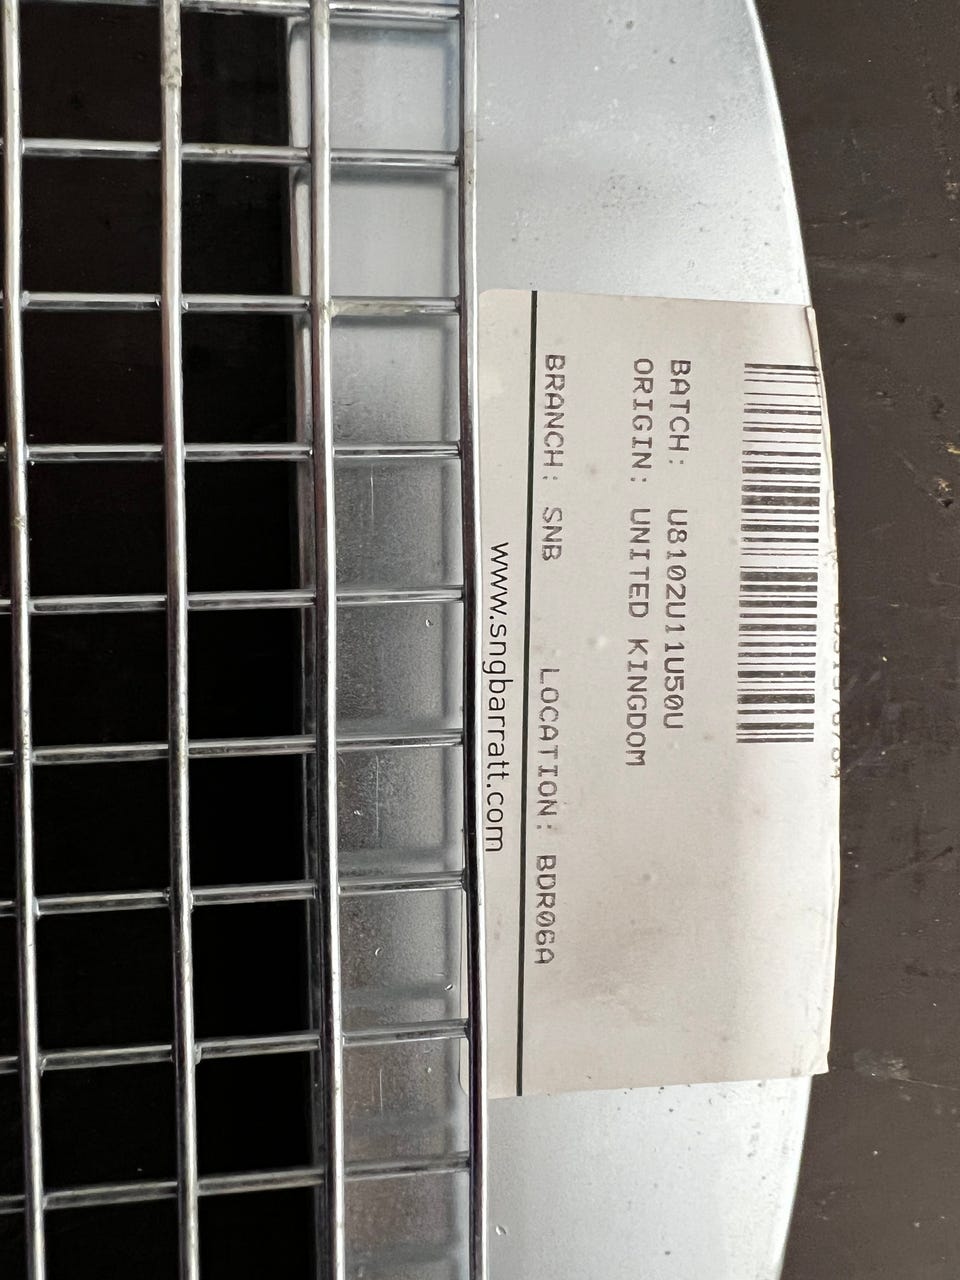 BATCH: U8102U11U50U
ORIGIN: UNITED KINGDOM
BRANCH: SNB LOCATION: BDR06A
www.sngbarratt.com